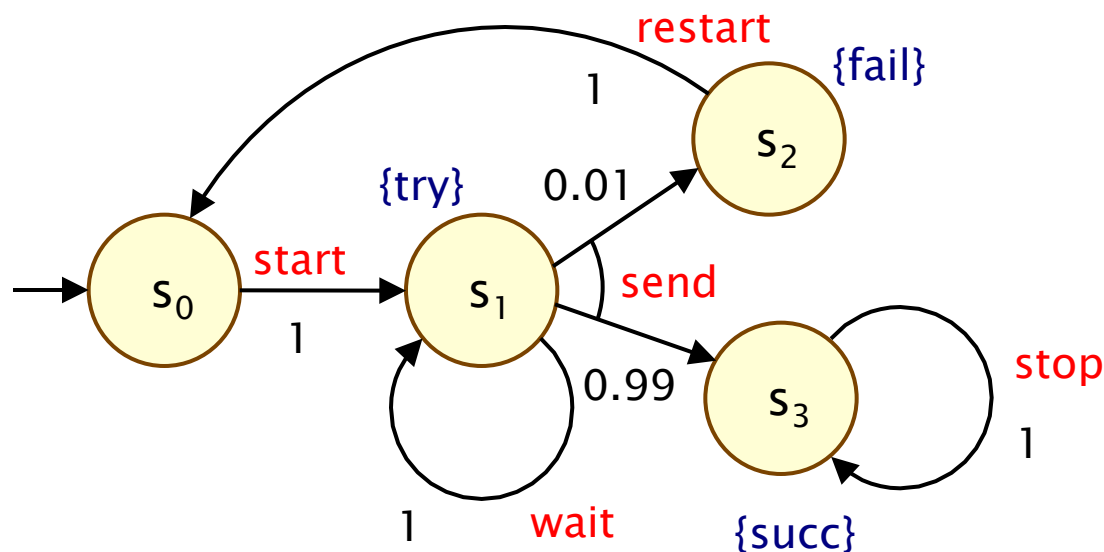 restart
1
{fail}
s₂
{try}
0.01
start
send
s₀
s₁
1
0.99
s₃
stop
1
1
wait
{succ}